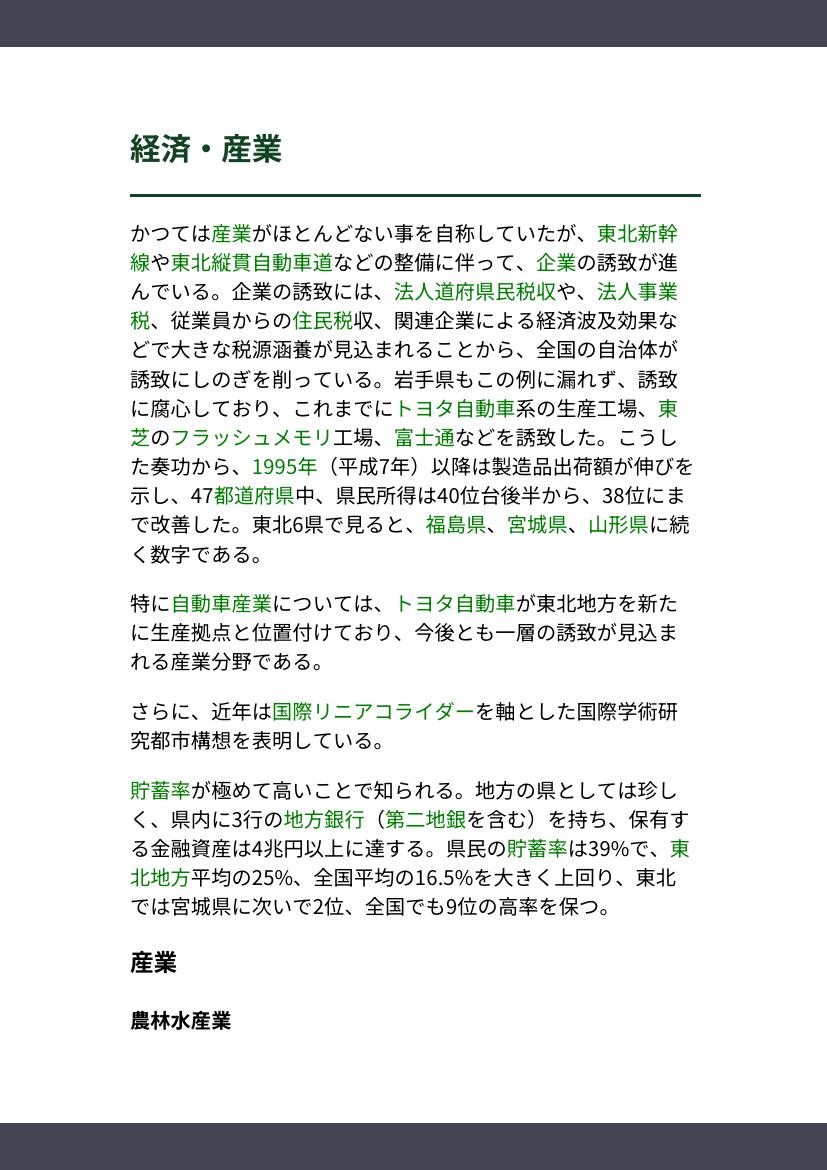 経済・産業
かつては産業がほとんどない事を自称していたが、東北新幹
線や東北縦貫自動車道などの整備に伴って、企業の誘致が進
んでいる。企業の誘致には、法人道府県民税収や、法人事業
税、従業員からの住民税収、関連企業による経済波及効果な
どで大きな税源涵養が見込まれることから、全国の自治体が
誘致にしのぎを削っている。岩手県もこの例に漏れず、誘致
に腐心しており、これまでにトヨタ自動車系の生産工場、東
芝のフラッシュメモリ工場、富士通などを誘致した。こうし
た奏功から、1995年（平成7年）以降は製造品出荷額が伸びを
示し、47都道府県中、県民所得は40位台後半から、38位にま
で改善した。東北6県で見ると、福島県、宮城県、山形県に続
く数字である。
特に自動車産業については、トヨタ自動車が東北地方を新た
に生産拠点と位置付けており、今後とも一層の誘致が見込ま
れる産業分野である。
さらに、近年は国際リニアコライダーを軸とした国際学術研
究都市構想を表明している。
貯蓄率が極めて高いことで知られる。地方の県としては珍し
く、県内に3行の地方銀行（第二地銀を含む）を持ち、保有す
る金融資産は4兆円以上に達する。県民の貯蓄率は39%で、東
北地方平均の25%、全国平均の16.5%を大きく上回り、東北
では宮城県に次いで2位、全国でも9位の高率を保つ。
産業
農林水産業